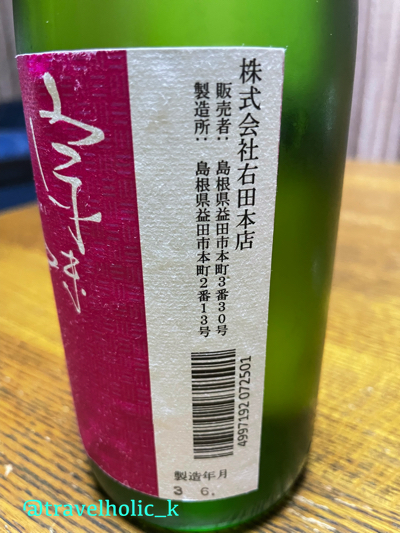 株式会社右田本店
販売者： 島根県益田市本町3番30号
製造所： 島根県益田市本町2番13号
4997192072501
製造年月
3 6.
@travelholic_k